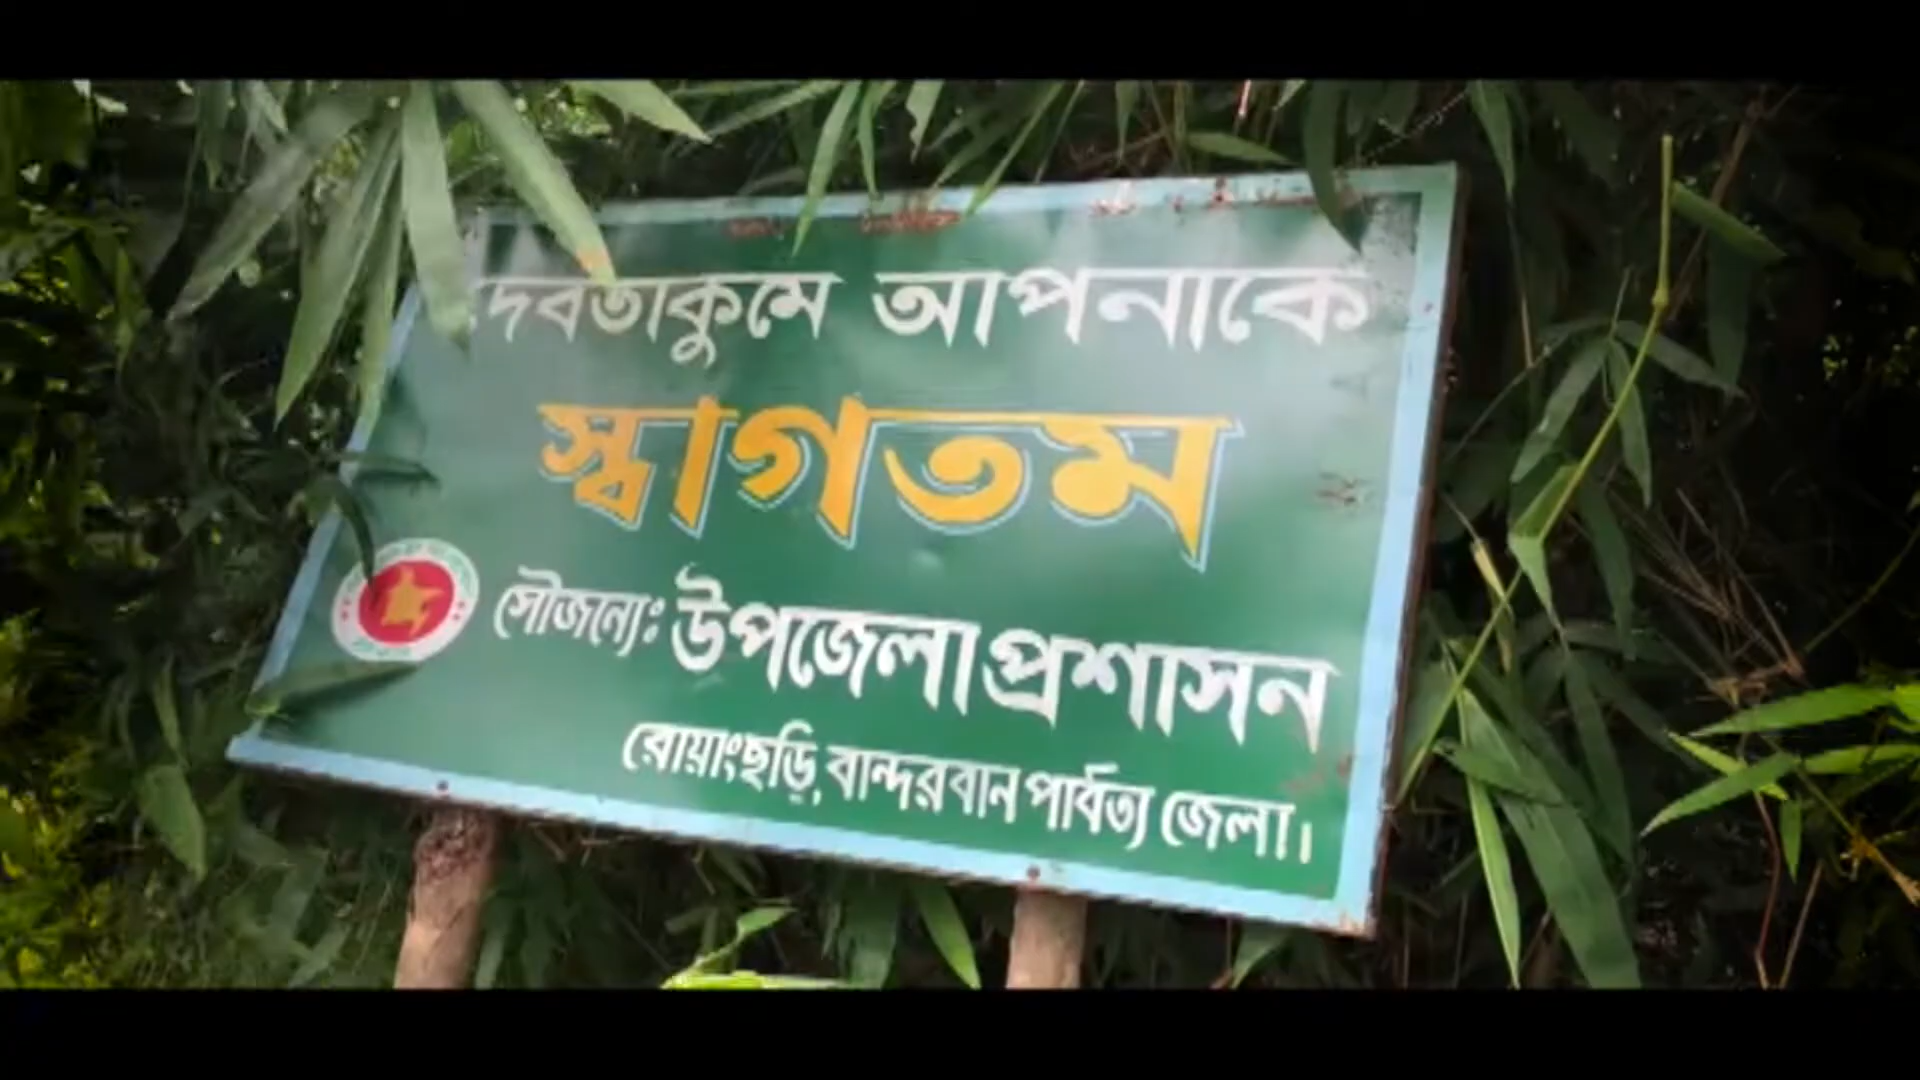 দেবতাকুমে আপনাকে
স্বাগতম
সৌজন্যেঃ উপজেলা প্রশাসন
রোয়াংছড়ি, বান্দরবান পার্বত্য জেলা।